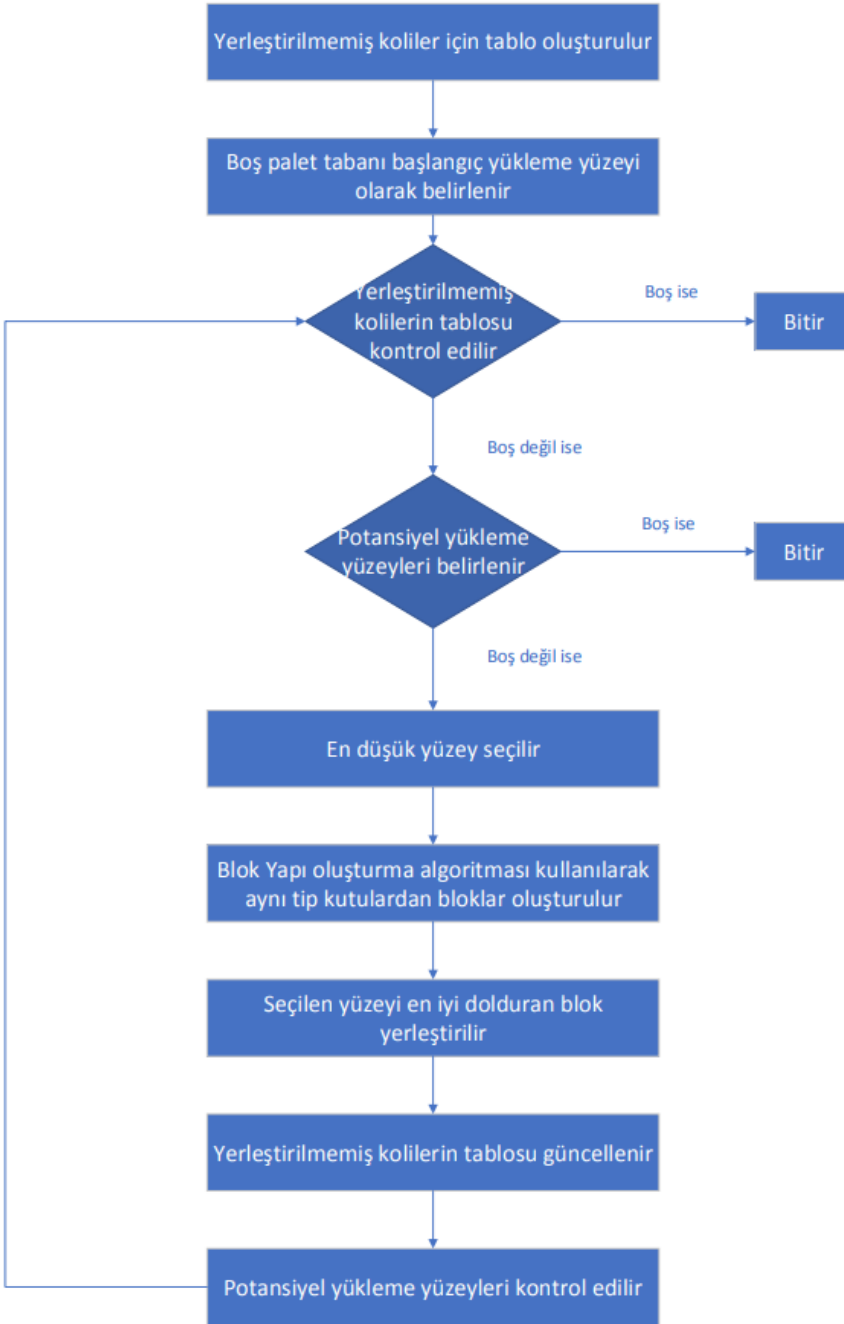 Yerleştirilmemiş koliler için tablo oluşturulur
Boş palet tabanı başlangıç yükleme yüzeyi
olarak belirlenir
Yerleştirilmemiş
kolilerin tablosu
kontrol edilir
Boş ise
Bitir
Boş değil ise
Potansiyel yükleme
yüzeyleri belirlenir
Boş ise
Bitir
Boş değil ise
En düşük yüzey seçilir
Blok Yapı oluşturma algoritması kullanılarak
aynı tip kutulardan bloklar oluşturulur
Seçilen yüzeyi en iyi dolduran blok
yerleştirilir
Yerleştirilmemiş kolilerin tablosu güncellenir
Potansiyel yükleme yüzeyleri kontrol edilir